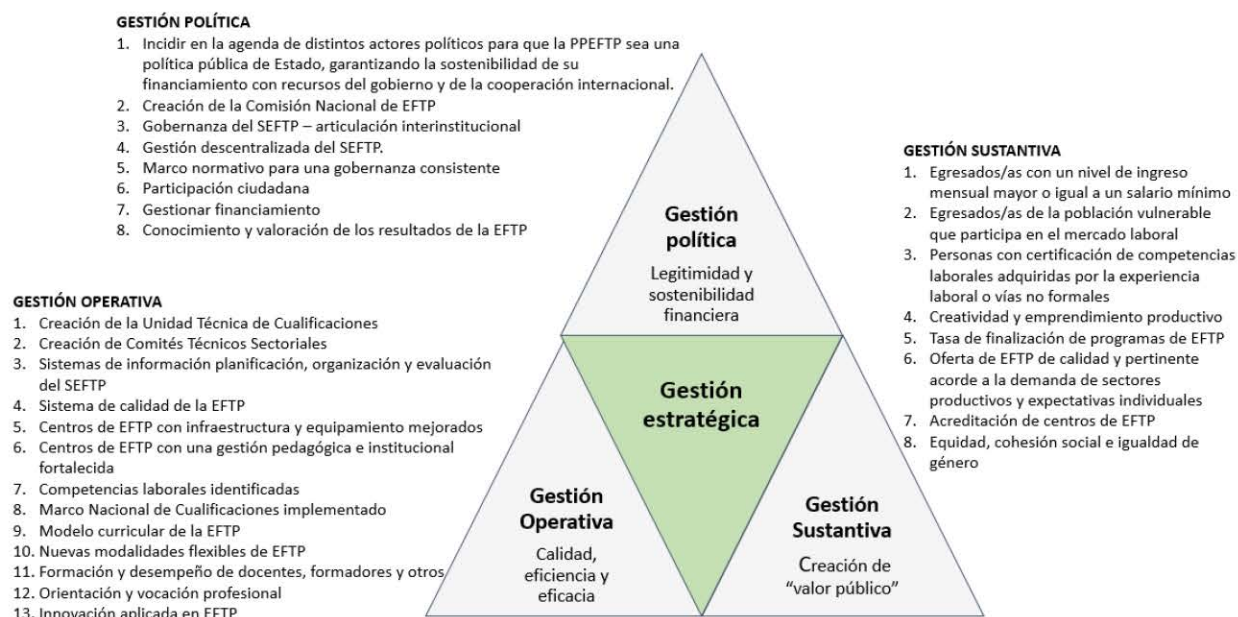 GESTIÓN POLÍTICA
1. Incidir en la agenda de distintos actores políticos para que la PPEFTP sea una
política pública de Estado, garantizando la sostenibilidad de su
financiamiento con recursos del gobierno y de la cooperación internacional.
2. Creación de la Comisión Nacional de EFTP
3. Gobernanza del SEFTP – articulación interinstitucional
4. Gestión descentralizada del SEFTP.
5. Marco normativo para una gobernanza consistente
6. Participación ciudadana
7. Gestionar financiamiento
8. Conocimiento y valoración de los resultados de la EFTP
GESTIÓN OPERATIVA
1. Creación de la Unidad Técnica de Cualificaciones
2. Creación de Comités Técnicos Sectoriales
3. Sistemas de información planificación, organización y evaluación
del SEFTP
4. Sistema de calidad de la EFTP
5. Centros de EFTP con infraestructura y equipamiento mejorados
6. Centros de EFTP con una gestión pedagógica e institucional
fortalecida
7. Competencias laborales identificadas
8. Marco Nacional de Cualificaciones implementado
9. Modelo curricular de la EFTP
10. Nuevas modalidades flexibles de EFTP
11. Formación y desempeño de docentes, formadores y otros
12. Orientación y vocación profesional
13. Innovación aplicada en EFTP
Gestión
política
Legitimidad y
sostenibilidad
financiera
Gestión
estratégica
Gestión
Operativa
Calidad,
eficiencia y
eficacia
Gestión
Sustantiva
Creación de
“valor público”
GESTIÓN SUSTANTIVA
1. Egresados/as con un nivel de ingreso
mensual mayor o igual a un salario mínimo
2. Egresados/as de la población vulnerable
que participa en el mercado laboral
3. Personas con certificación de competencias
laborales adquiridas por la experiencia
laboral o vías no formales
4. Creatividad y emprendimiento productivo
5. Tasa de finalización de programas de EFTP
6. Oferta de EFTP de calidad y pertinente
acorde a la demanda de sectores
productivos y expectativas individuales
7. Acreditación de centros de EFTP
8. Equidad, cohesión social e igualdad de
género